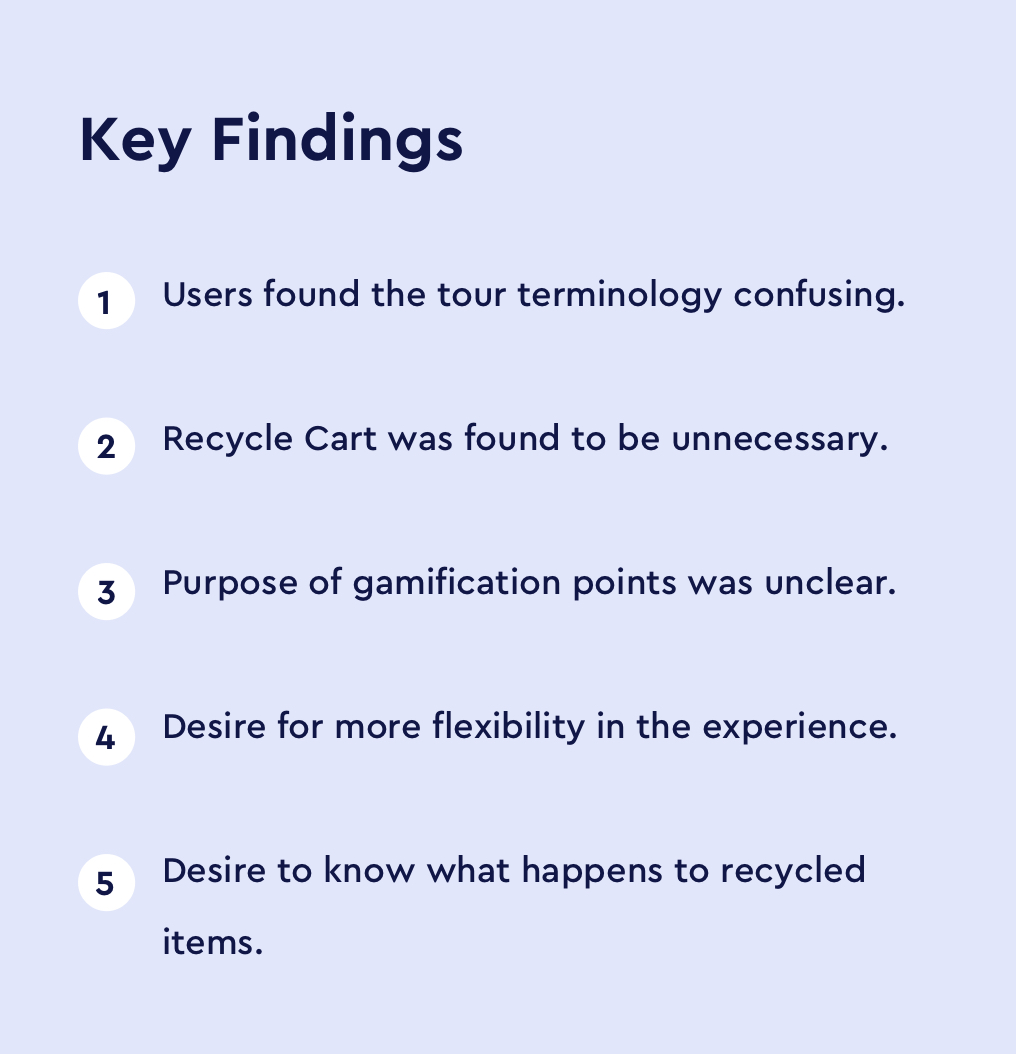 Key Findings
1 Users found the tour terminology confusing.
2 Recycle Cart was found to be unnecessary.
3 Purpose of gamification points was unclear.
4 Desire for more flexibility in the experience.
5 Desire to know what happens to recycled
items.